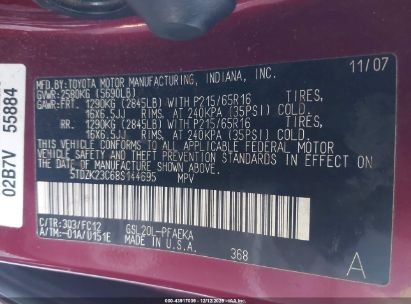 11/07
MFD. BY: TOYOTA MOTOR MANUFACTURING, INDIANA, INC.
GVWR: 2580KG (5690LB)
GAWR: FRT. 1290KG (2845LB) WITH P215/65R16 TIRES,
16X6.5JJ RIMS, AT 240KPA (35PSI) COLD.
RR. 1290KG (2845LB) WITH P215/65R16 TIRES,
16X6.5JJ RIMS, AT 240KPA (35PSI) COLD.
THIS VEHICLE CONFORMS TO ALL APPLICABLE FEDERAL MOTOR
VEHICLE SAFETY STANDARDS IN EFFECT ON
THE DATE OF MANUFACTURE SHOWN ABOVE.
5TDZK23C68S144695 MPV
C/TR: 3Q3/FC12 GSL20L-PFAEKA
A/TM: -01A/U151E MADE IN U.S.A. 368
A
02B7V 55884